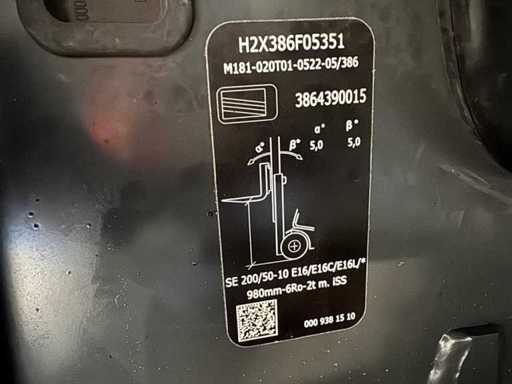 H2X386F05351
M181-020T01-0522-05/386
3864390015
α° β°
α° β° 5,0 5,0
SE 200/50-10 E16/E16C/E16L/*
980mm-6Ro-2t m. iSS
000 938 15 10